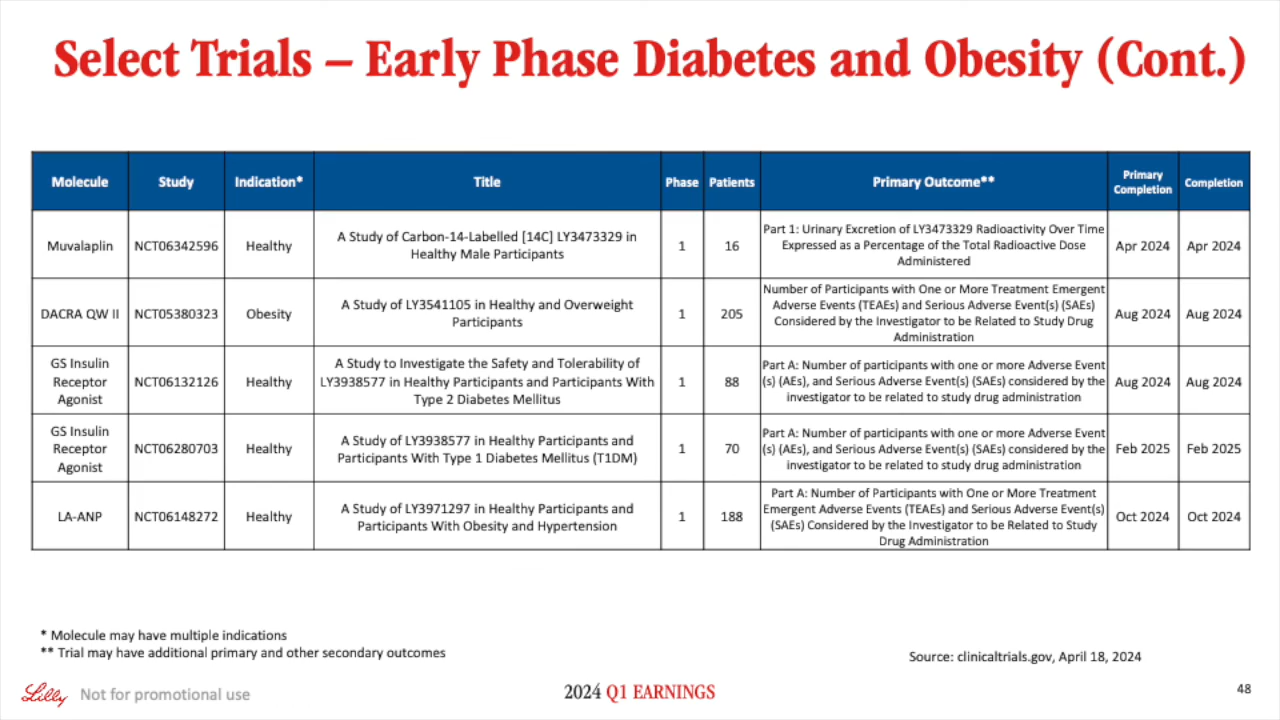 Select Trials – Early Phase Diabetes and Obesity (Cont.)
Molecule Study Indication* Title Phase Patients Primary Outcome** Primary Completion Completion
Muvalaplin NCT06342596 Healthy A Study of Carbon-14-Labelled [14C] LY3473329 in Healthy Male Participants 1 16 Part 1: Urinary Excretion of LY3473329 Radioactivity Over Time Expressed as a Percentage of the Total Radioactive Dose Administered Apr 2024 Apr 2024
DACRA QW II NCT05380323 Obesity A Study of LY3541105 in Healthy and Overweight Participants 1 205 Number of Participants with One or More Treatment Emergent Adverse Events (TEAEs) and Serious Adverse Event(s) (SAEs) Considered by the Investigator to be Related to Study Drug Administration Aug 2024 Aug 2024
GS Insulin Receptor Agonist NCT06132126 Healthy A Study to Investigate the Safety and Tolerability of LY3938577 in Healthy Participants and Participants With Type 2 Diabetes Mellitus 1 88 Part A: Number of participants with one or more Adverse Event (s) (AEs), and Serious Adverse Event(s) (SAEs) considered by the investigator to be related to study drug administration Aug 2024 Aug 2024
GS Insulin Receptor Agonist NCT06280703 Healthy A Study of LY3938577 in Healthy Participants and Participants With Type 1 Diabetes Mellitus (T1DM) 1 70 Part A: Number of participants with one or more Adverse Event (s) (AEs), and Serious Adverse Event(s) (SAEs) considered by the investigator to be related to study drug administration Feb 2025 Feb 2025
LA-ANP NCT06148272 Healthy A Study of LY3971297 in Healthy Participants and Participants With Obesity and Hypertension 1 188 Part A: Number of Participants with One or More Treatment Emergent Adverse Events (TEAEs) and Serious Adverse Event(s) (SAEs) Considered by the Investigator to be Related to Study Drug Administration Oct 2024 Oct 2024
* Molecule may have multiple indications
** Trial may have additional primary and other secondary outcomes
Source: clinicaltrials.gov, April 18, 2024
Lilly Not for promotional use
2024 Q1 EARNINGS
48